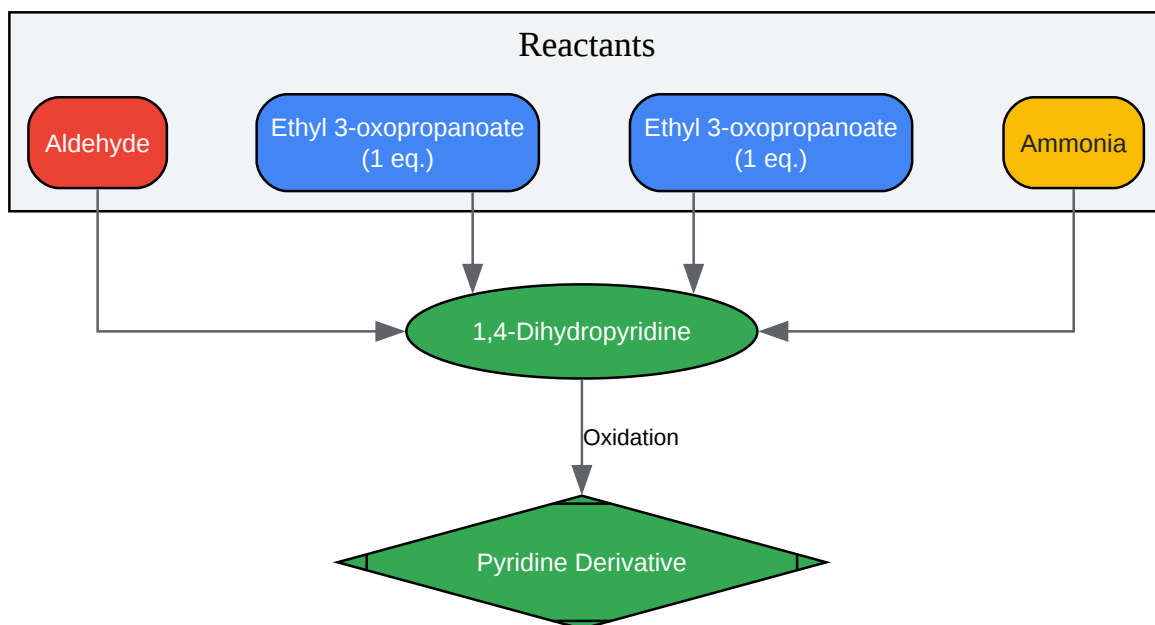 Reactants
Aldehyde
Ethyl 3-oxopropanoate
(1 eq.)
Ethyl 3-oxopropanoate
(1 eq.)
Ammonia
1,4-Dihydropyridine
Oxidation
Pyridine Derivative